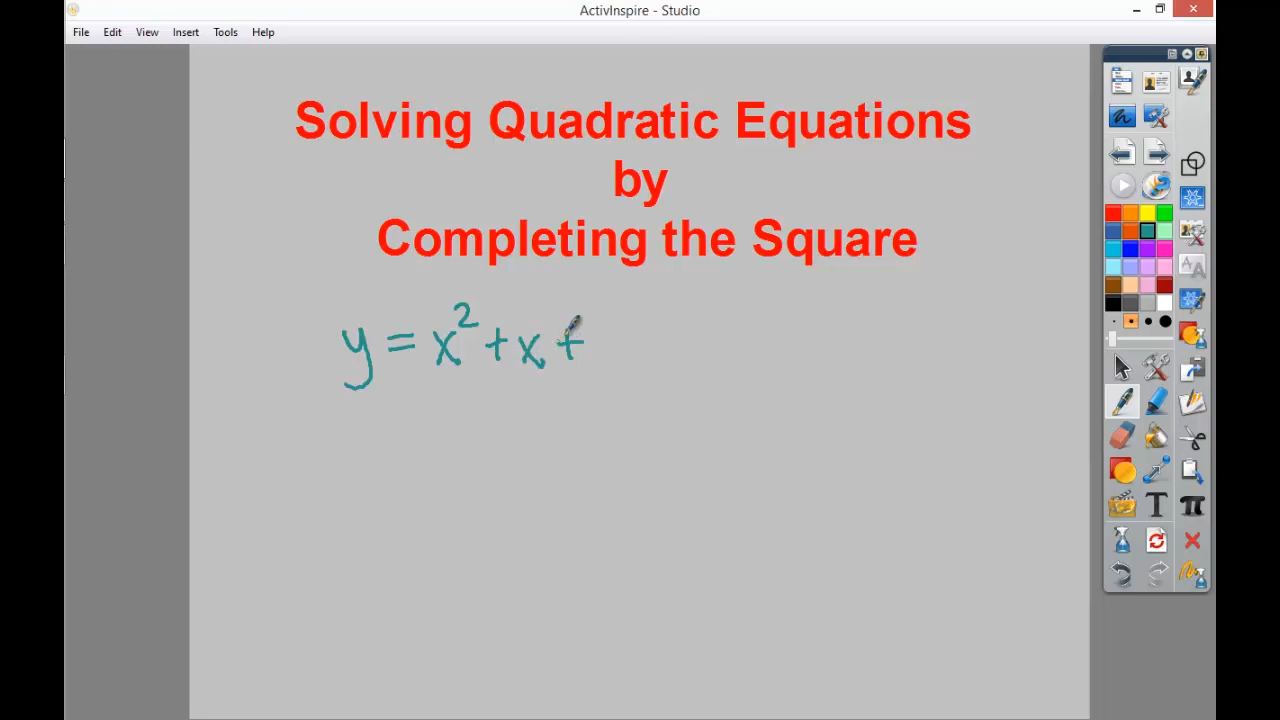 ActivInspire - Studio
File Edit View Insert Tools Help
Solving Quadratic Equations
by
Completing the Square
y = x² + x +